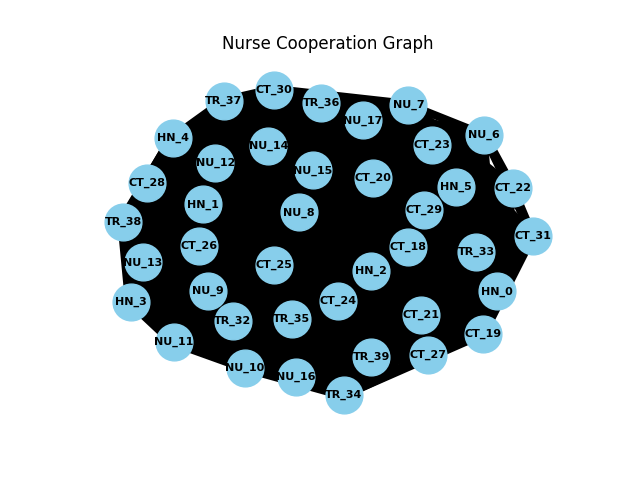 Nurse Cooperation Graph
CT_30
TR_37
TR_36
NU_7
NU_17
NU_6
HN_4
CT_23
NU_14
NU_12
NU_15
CT_20
CT_28
HN_5
CT_22
HN_1
CT_29
NU_8
TR_38
CT_31
CT_26
CT_18
TR_33
NU_13
CT_25
HN_2
NU_9
HN_0
HN_3
CT_24
CT_21
TR_32
TR_35
CT_19
NU_11
CT_27
TR_39
NU_10
NU_16
TR_34